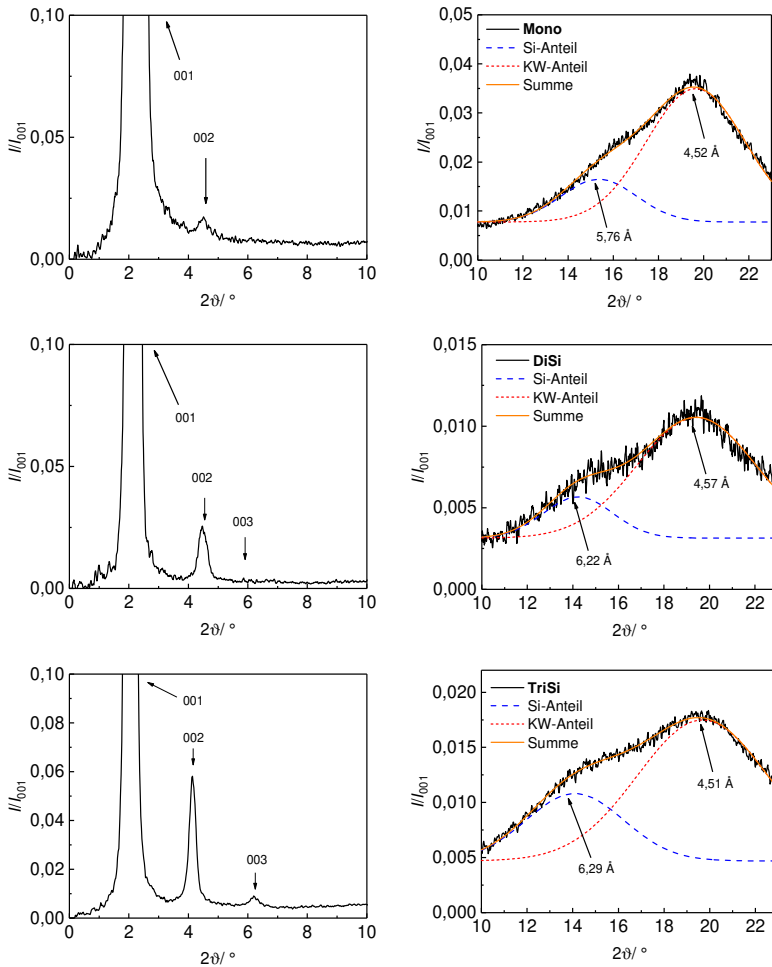 0,10
0,05
0,00
I/I001
001
002
0 2 4 6 8 10
2ϑ/ °
0,05
0,04
0,03
0,02
0,01
0,00
I/I001
Mono
Si-Anteil
KW-Anteil
Summe
4,52 Å
5,76 Å
10 12 14 16 18 20 22
2ϑ/ °
0,10
0,05
0,00
I/I001
001
002
003
0 2 4 6 8 10
2ϑ/ °
0,015
0,010
0,005
0,000
I/I001
DiSi
Si-Anteil
KW-Anteil
Summe
4,57 Å
6,22 Å
10 12 14 16 18 20 22
2ϑ/ °
0,10
0,08
0,06
0,04
0,02
0,00
I/I001
001
002
003
0 2 4 6 8 10
2ϑ/ °
0,020
0,015
0,010
0,005
0,000
I/I001
TriSi
Si-Anteil
KW-Anteil
Summe
4,51 Å
6,29 Å
10 12 14 16 18 20 22
2ϑ/ °